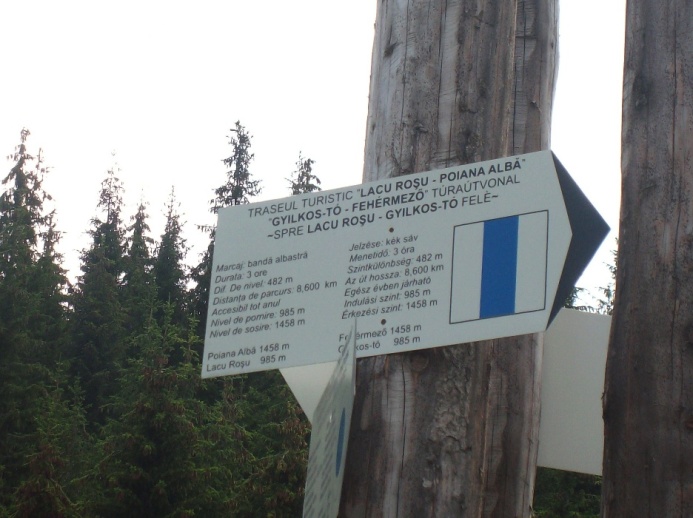 TRASEUL TURISTIC "LACU ROŞU - POIANA ALBĂ"
"GYILKOS-TÓ - FEHÉRMEZŐ" TÚRAÚTVONAL
~SPRE LACU ROŞU - GYILKOS-TÓ FELÉ~
Marcaj: bandă albastră
Durata: 3 ore
Dif. De nivel: 482 m
Distanţa de parcurs: 8,600 km
Accesibil tot anul
Nivel de pornire: 985 m
Nivel de sosire: 1458 m
Poiana Albă 1458 m
Lacu Roşu 985 m
Jelzése: kék sáv
Menetidő: 3 óra
Szintkülönbség: 482 m
Az út hossza: 8,600 km
Egész évben járható
Indulási szint: 985 m
Érkezési szint: 1458 m
Fehérmező 1458 m
Gyilkos-tó 985 m